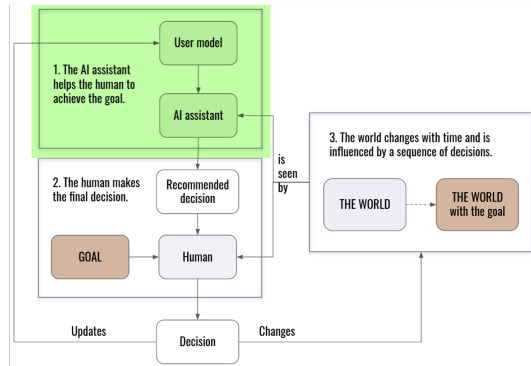 User model
1. The AI assistant
helps the human to
achieve the goal.
AI assistant
2. The human makes
the final decision.
Recommended
decision
GOAL
Human
is
seen
by
3. The world changes with time and is
influenced by a sequence of decisions.
THE WORLD
THE WORLD
with the goal
Updates
Decision
Changes